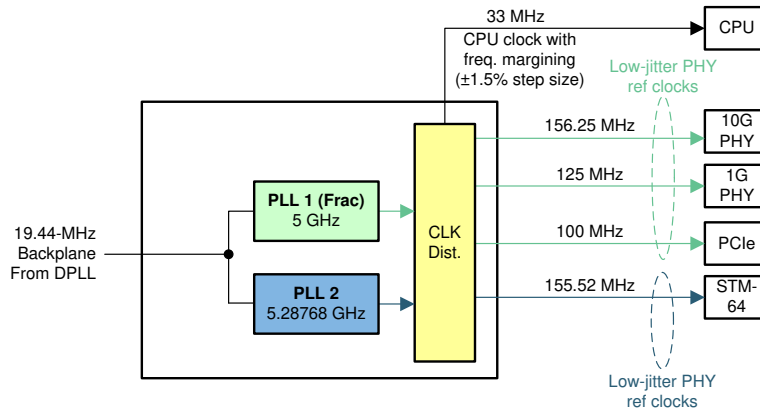 33 MHz
CPU clock with
freq. margining
(±1.5% step size)
CPU
Low-jitter PHY
ref clocks
156.25 MHz
10G
PHY
125 MHz
1G
PHY
100 MHz
PCIe
155.52 MHz
STM-
64
PLL 1 (Frac)
5 GHz
CLK
Dist.
19.44-MHz
Backplane
From DPLL
PLL 2
5.28768 GHz
Low-jitter PHY
ref clocks